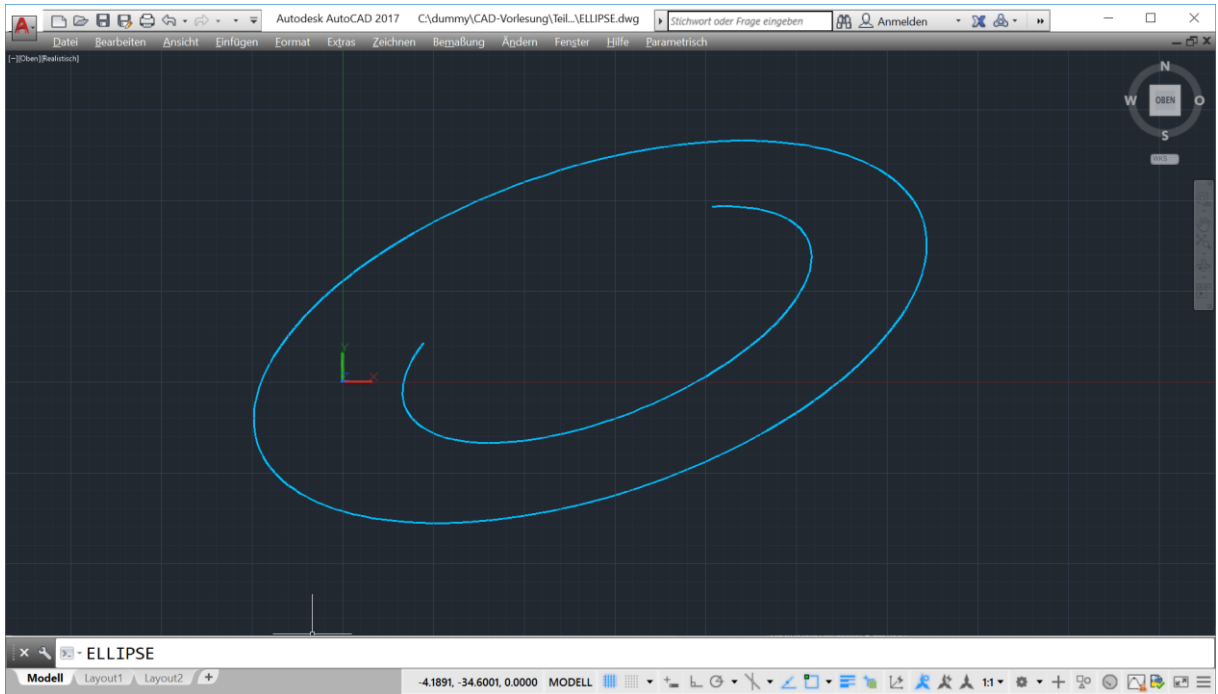 Autodesk AutoCAD 2017 C:\dummy\CAD-Vorlesung\Teil...\ELLIPSE.dwg Stichwort oder Frage eingeben Anmelden
Datei Bearbeiten Ansicht Einfügen Format Extras Zeichnen Bemaßung Ändern Fenster Hilfe Parametrisch
[−][Oben][Realistisch]
N
W OBEN O
S
WKS
Y
X
ELLIPSE
Modell Layout1 Layout2 + -4.1891, -34.6001, 0.0000 MODELL 1:1